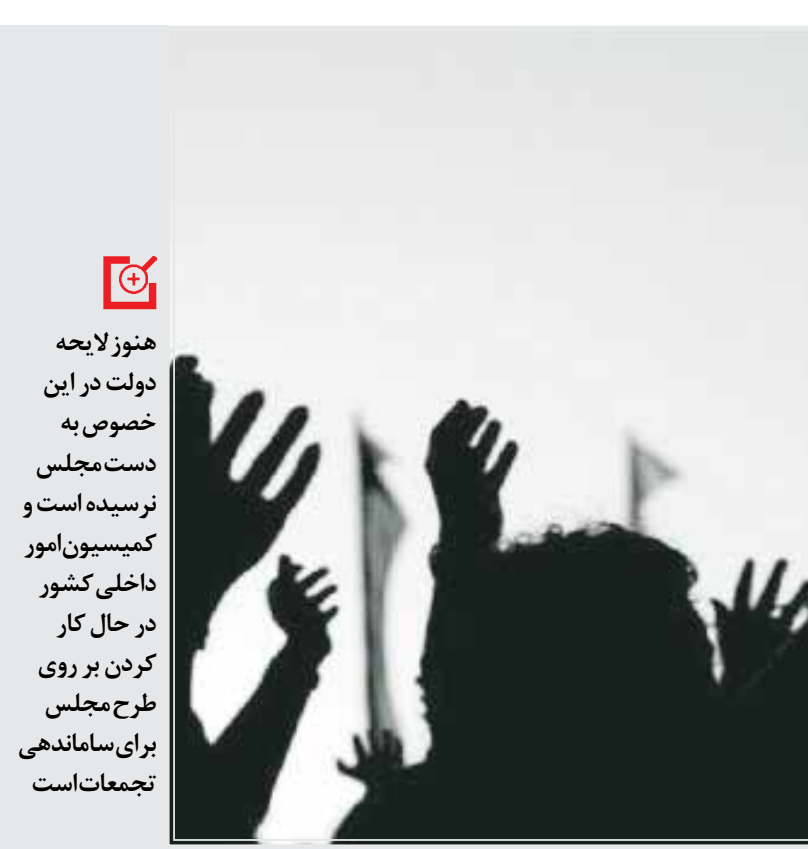 هنوز لایحه
دولت در این
خصوص به
دست مجلس
نرسیده است و
کمیسیون امور
داخلی کشور
در حال کار
کردن بر روی
طرح مجلس
برای ساماندهی
تجمعات است